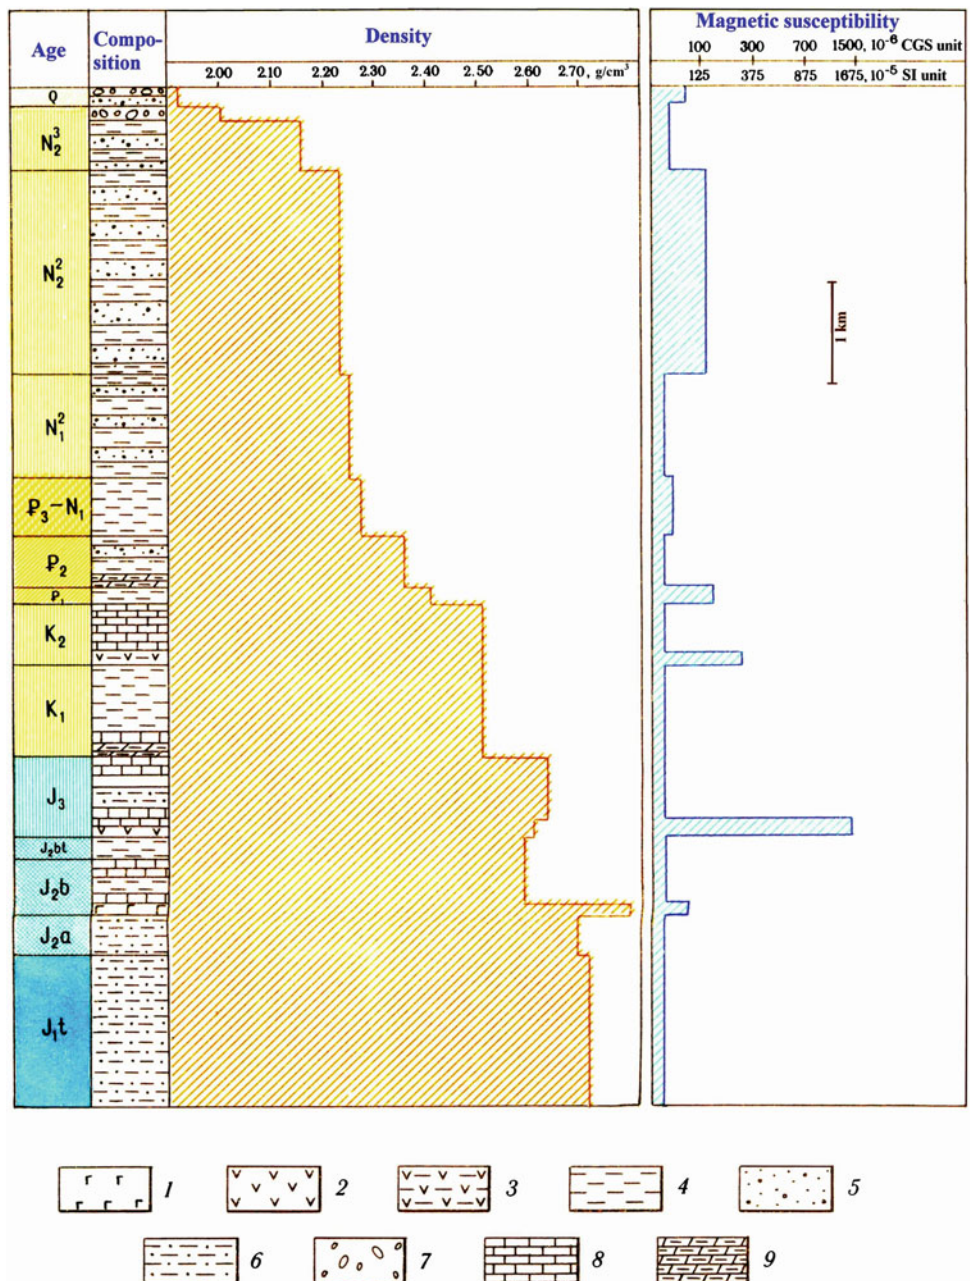 Age
Compo-
sition
Density
2.00 2.10 2.20 2.30 2.40 2.50 2.60 2.70, g/cm³
Magnetic susceptibility
100 300 700 1500, 10⁻⁶ CGS unit
125 375 875 1675, 10⁻⁵ SI unit
Q
N₂³
N₂²
1 km
N₁²
₽₃–N₁
₽₂
₽₁
K₂
K₁
J₃
J₂bt
J₂b
J₂a
J₁t
1 2 3 4 5
6 7 8 9